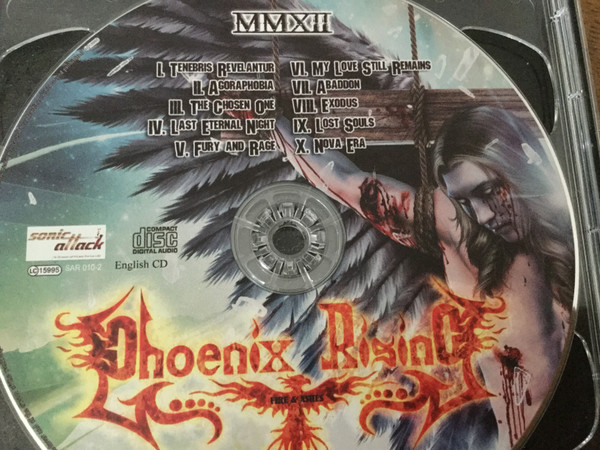 MMXII
I. Tenebris Revelantur
II. Agoraphobia
III. The Chosen One
IV. Last Eternal Night
V. Fury and Rage
VI. My Love Still Remains
VII. Abaddon
VIII. Exodus
IX. Lost Souls
X. Nova Era
sonic attack
LC 15995
SAR 010-2
COMPACT
disc
DIGITAL AUDIO
English CD
Phoenix Rising
FIRE & ASHES